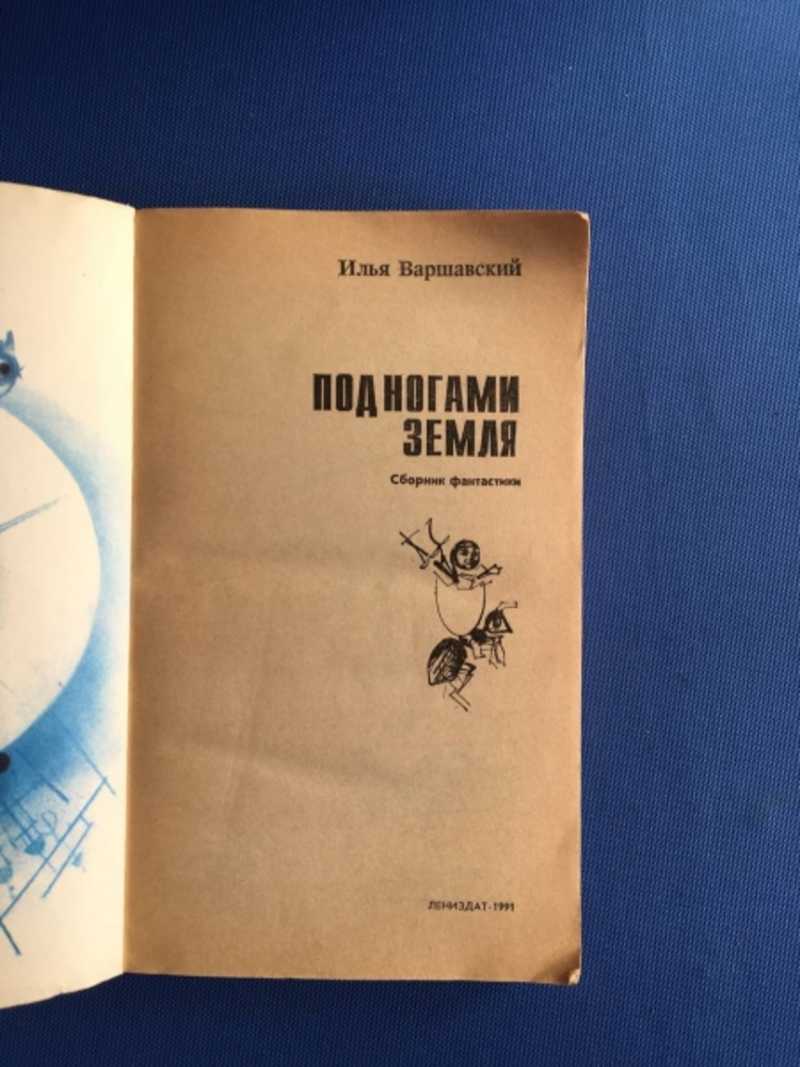 Илья Варшавский
ПОД НОГАМИ
ЗЕМЛЯ
Сборник фантастики
ЛЕНИЗДАТ·1991